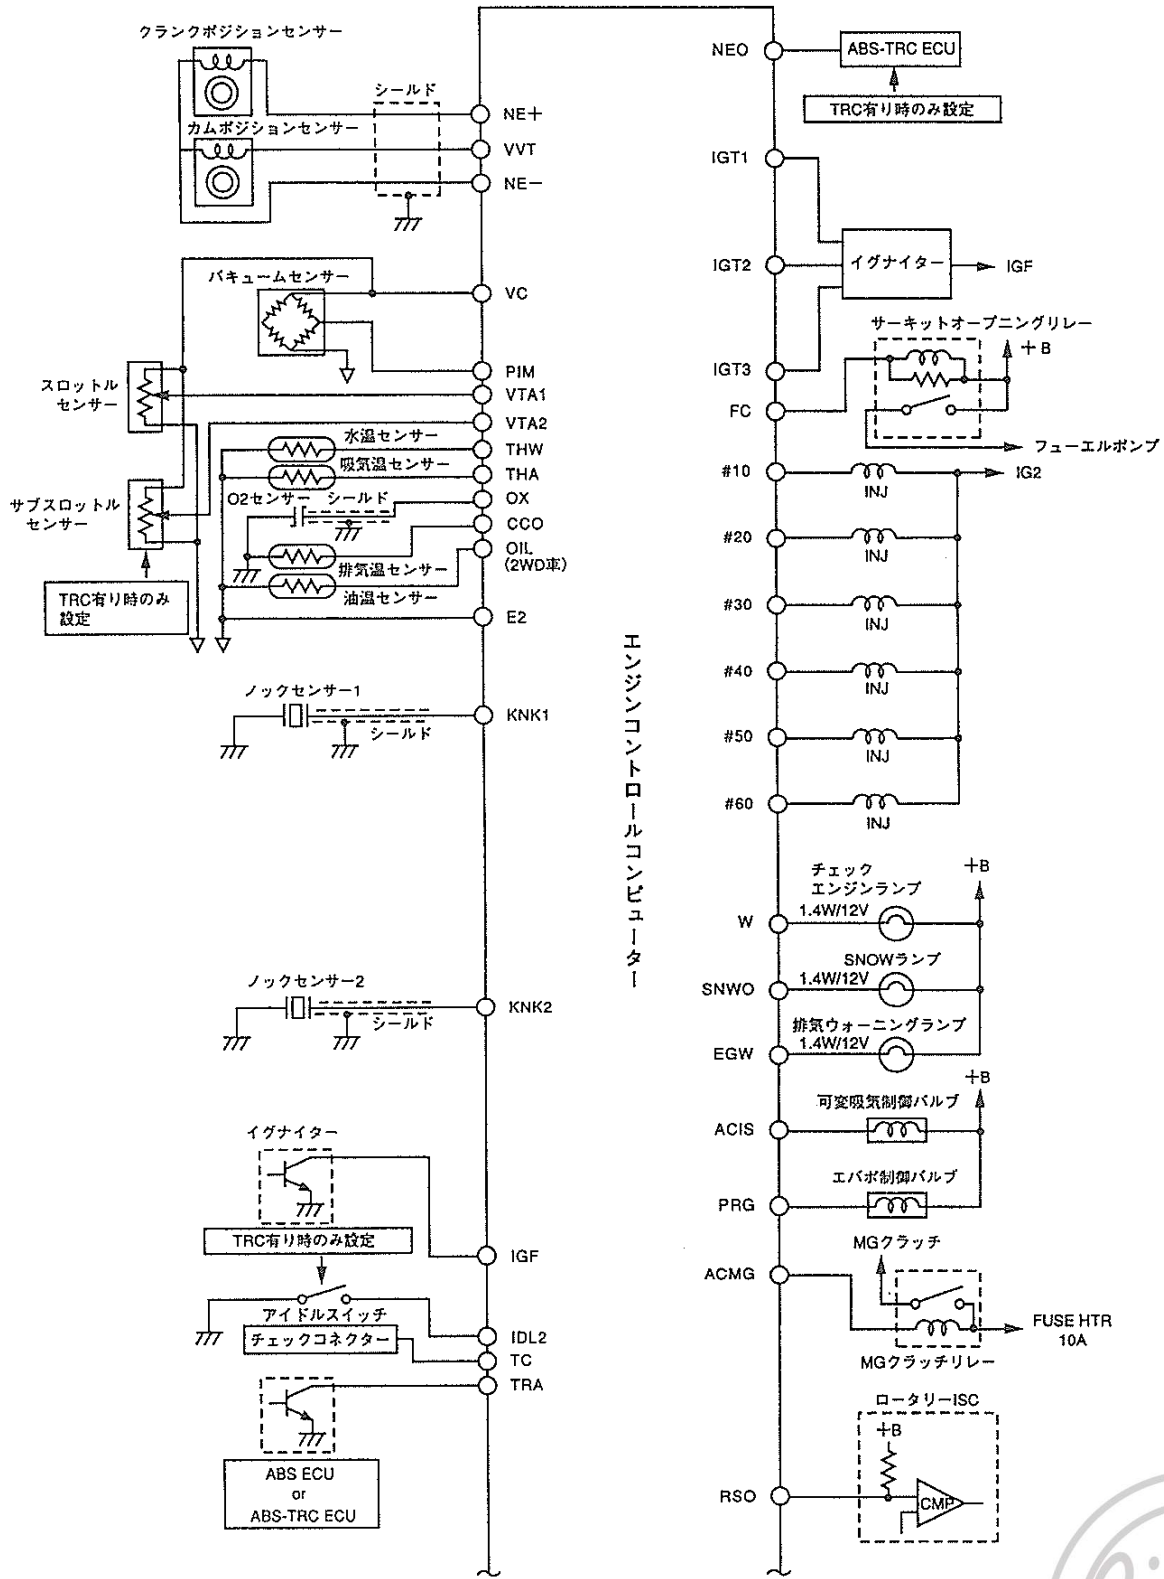 クランクポジションセンサー
シールド
NE+
カムポジションセンサー
VVT
NE−
バキュームセンサー
VC
PIM
スロットル
センサー
VTA1
VTA2
水温センサー
THW
吸気温センサー
THA
O2センサー
シールド
OX
サブスロットル
センサー
CCO
OIL
(2WD車)
排気温センサー
油温センサー
TRC有り時のみ
設定
E2
ノックセンサー1
KNK1
シールド
ノックセンサー2
KNK2
シールド
イグナイター
TRC有り時のみ設定
IGF
アイドルスイッチ
IDL2
チェックコネクター
TC
TRA
ABS ECU
or
ABS-TRC ECU
エンジンコントロールコンピューター
NEO
ABS-TRC ECU
TRC有り時のみ設定
IGT1
IGT2
イグナイター
IGF
サーキットオープニングリレー
+B
IGT3
FC
フューエルポンプ
#10
INJ
IG2
#20
INJ
#30
INJ
#40
INJ
#50
INJ
#60
INJ
チェック
エンジンランプ
+B
W
1.4W/12V
SNOWランプ
SNWO
1.4W/12V
排気ウォーニングランプ
EGW
1.4W/12V
+B
可変吸気制御バルブ
ACIS
エバポ制御バルブ
PRG
MGクラッチ
ACMG
FUSE HTR
10A
MGクラッチリレー
ロータリーISC
+B
RSO
CMP